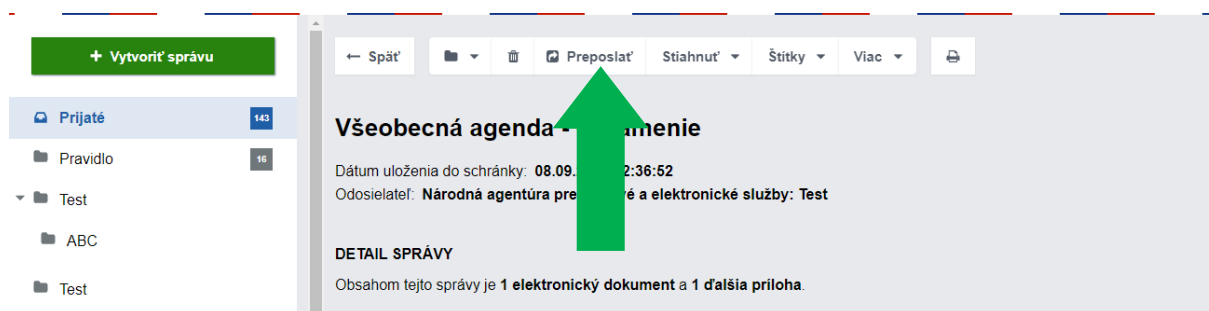 + Vytvoriť správu
Prijaté 143
Pravidlo 16
Test
ABC
Test
← Späť Preposlať Stiahnuť Štítky Viac
Všeobecná agenda -
Dátum uloženia do schránky: 08.09. 2:36:52
Odosielateľ: Národná agentúra pre a elektronické služby: Test
DETAIL SPRÁVY
Obsahom tejto správy je 1 elektronický dokument a 1 ďalšia príloha.